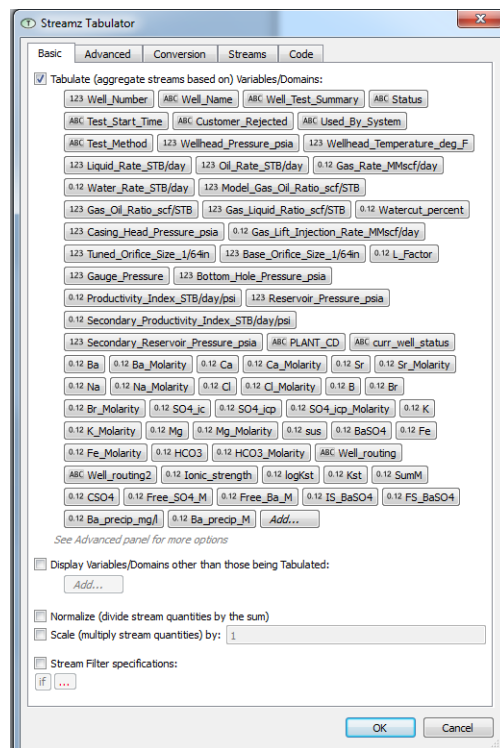 Streamz Tabulator
Basic Advanced Conversion Streams Code
Tabulate (aggregate streams based on) Variables/Domains:
123 Well_Number ABC Well_Name ABC Well_Test_Summary ABC Status
ABC Test_Start_Time ABC Customer_Rejected ABC Used_By_System
ABC Test_Method 123 Wellhead_Pressure_psia 123 Wellhead_Temperature_deg_F
123 Liquid_Rate_STB/day 123 Oil_Rate_STB/day 0.12 Gas_Rate_MMscf/day
0.12 Water_Rate_STB/day 123 Model_Gas_Oil_Ratio_scf/STB
123 Gas_Oil_Ratio_scf/STB 123 Gas_Liquid_Ratio_scf/STB 0.12 Watercut_percent
123 Casing_Head_Pressure_psia 0.12 Gas_Lift_Injection_Rate_MMscf/day
123 Tuned_Orifice_Size_1/64in 123 Base_Orifice_Size_1/64in 0.12 L_Factor
123 Gauge_Pressure 123 Bottom_Hole_Pressure_psia
0.12 Productivity_Index_STB/day/psi 123 Reservoir_Pressure_psia
0.12 Secondary_Productivity_Index_STB/day/psi
123 Secondary_Reservoir_Pressure_psia ABC PLANT_CD ABC curr_well_status
0.12 Ba 0.12 Ba_Molarity 0.12 Ca 0.12 Ca_Molarity 0.12 Sr 0.12 Sr_Molarity
0.12 Na 0.12 Na_Molarity 0.12 Cl 0.12 Cl_Molarity 0.12 B 0.12 Br
0.12 Br_Molarity 0.12 SO4_ic 0.12 SO4_icp 0.12 SO4_icp_Molarity 0.12 K
0.12 K_Molarity 0.12 Mg 0.12 Mg_Molarity 0.12 sus 0.12 BaSO4 0.12 Fe
0.12 Fe_Molarity 0.12 HCO3 0.12 HCO3_Molarity ABC Well_routing
ABC Well_routing2 0.12 Ionic_strength 0.12 logKst 0.12 Kst 0.12 SumM
0.12 CSO4 0.12 Free_SO4_M 0.12 Free_Ba_M 0.12 IS_BaSO4 0.12 FS_BaSO4
0.12 Ba_precip_mg/l 0.12 Ba_precip_M Add...
See Advanced panel for more options
Display Variables/Domains other than those being Tabulated:
Add...
Normalize (divide stream quantities by the sum)
Scale (multiply stream quantities) by: 1
Stream Filter specifications:
if ...
OK Cancel